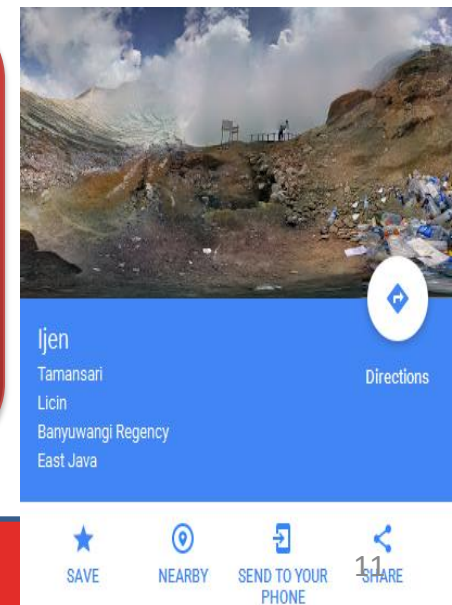 Ijen
Tamansari
Licin
Banyuwangi Regency
East Java
Directions
SAVE
NEARBY
SEND TO YOUR
PHONE
SHARE
11